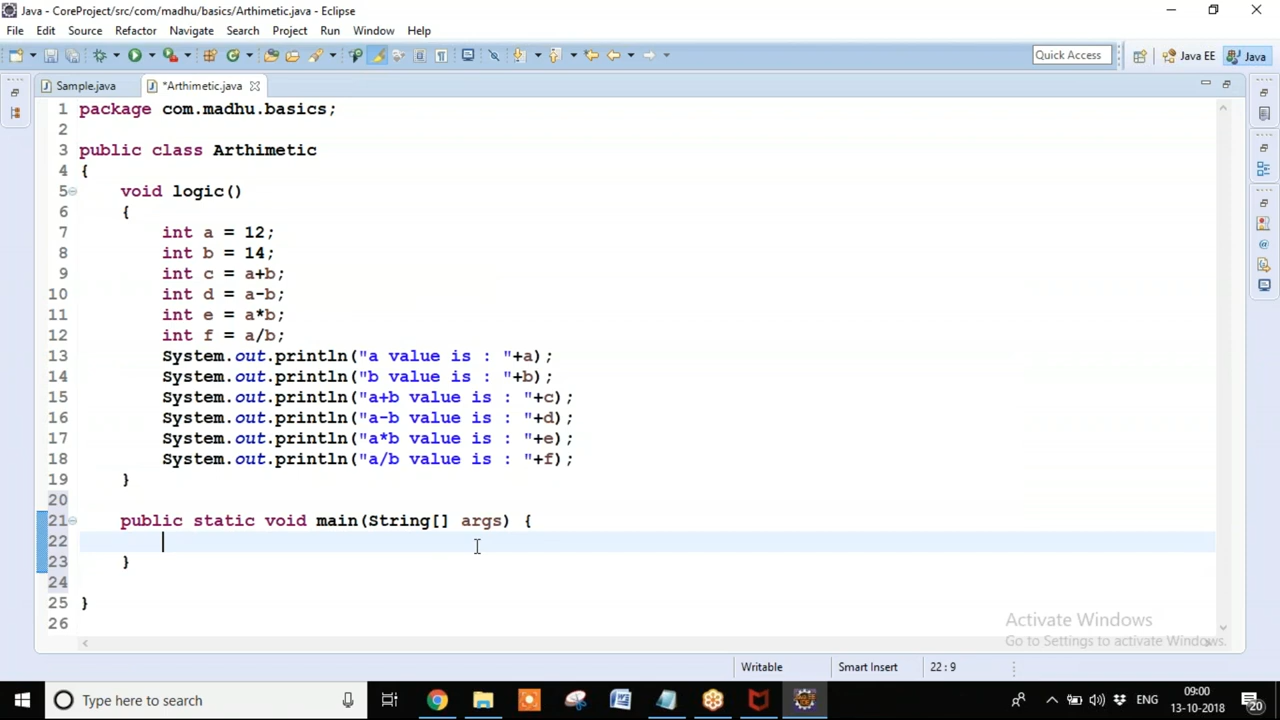 Java - CoreProject/src/com/madhu/basics/Arthimetic.java - Eclipse
File Edit Source Refactor Navigate Search Project Run Window Help
Quick Access Java EE Java
Sample.java *Arthimetic.java
1 package com.madhu.basics;
2
3 public class Arthimetic
4 {
5 void logic()
6 {
7 int a = 12;
8 int b = 14;
9 int c = a+b;
10 int d = a-b;
11 int e = a*b;
12 int f = a/b;
13 System.out.println("a value is : "+a);
14 System.out.println("b value is : "+b);
15 System.out.println("a+b value is : "+c);
16 System.out.println("a-b value is : "+d);
17 System.out.println("a*b value is : "+e);
18 System.out.println("a/b value is : "+f);
19 }
20
21 public static void main(String[] args) {
22
23 }
24
25 }
26
Activate Windows
Go to Settings to activate Windows.
Writable Smart Insert 22 : 9
Type here to search
ENG
09:00
13-10-2018
20